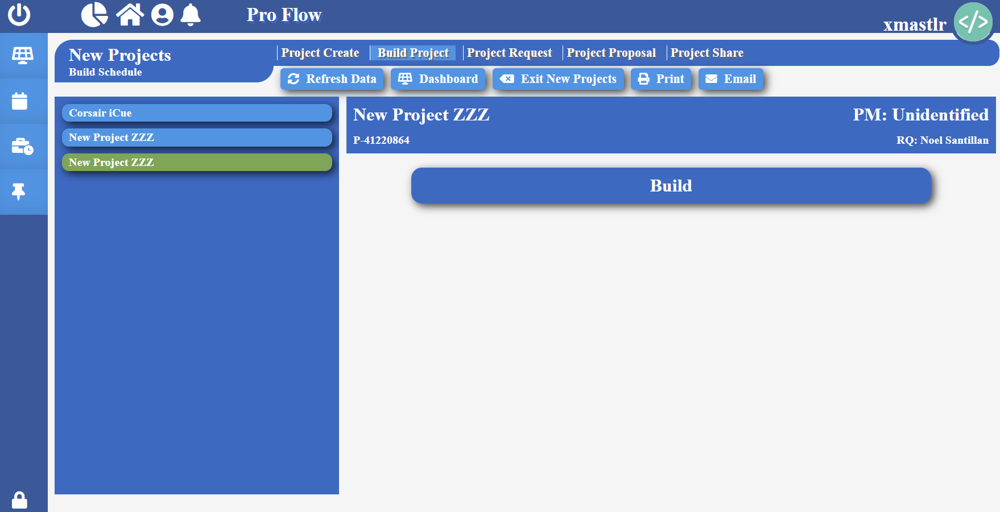 Pro Flow
xmastlr
</>
New Projects
Build Schedule
Project Create
Build Project
Project Request
Project Proposal
Project Share
Refresh Data
Dashboard
Exit New Projects
Print
Email
Corsair iCue
New Project ZZZ
New Project ZZZ
New Project ZZZ
PM: Unidentified
P-41220864
RQ: Noel Santillan
Build